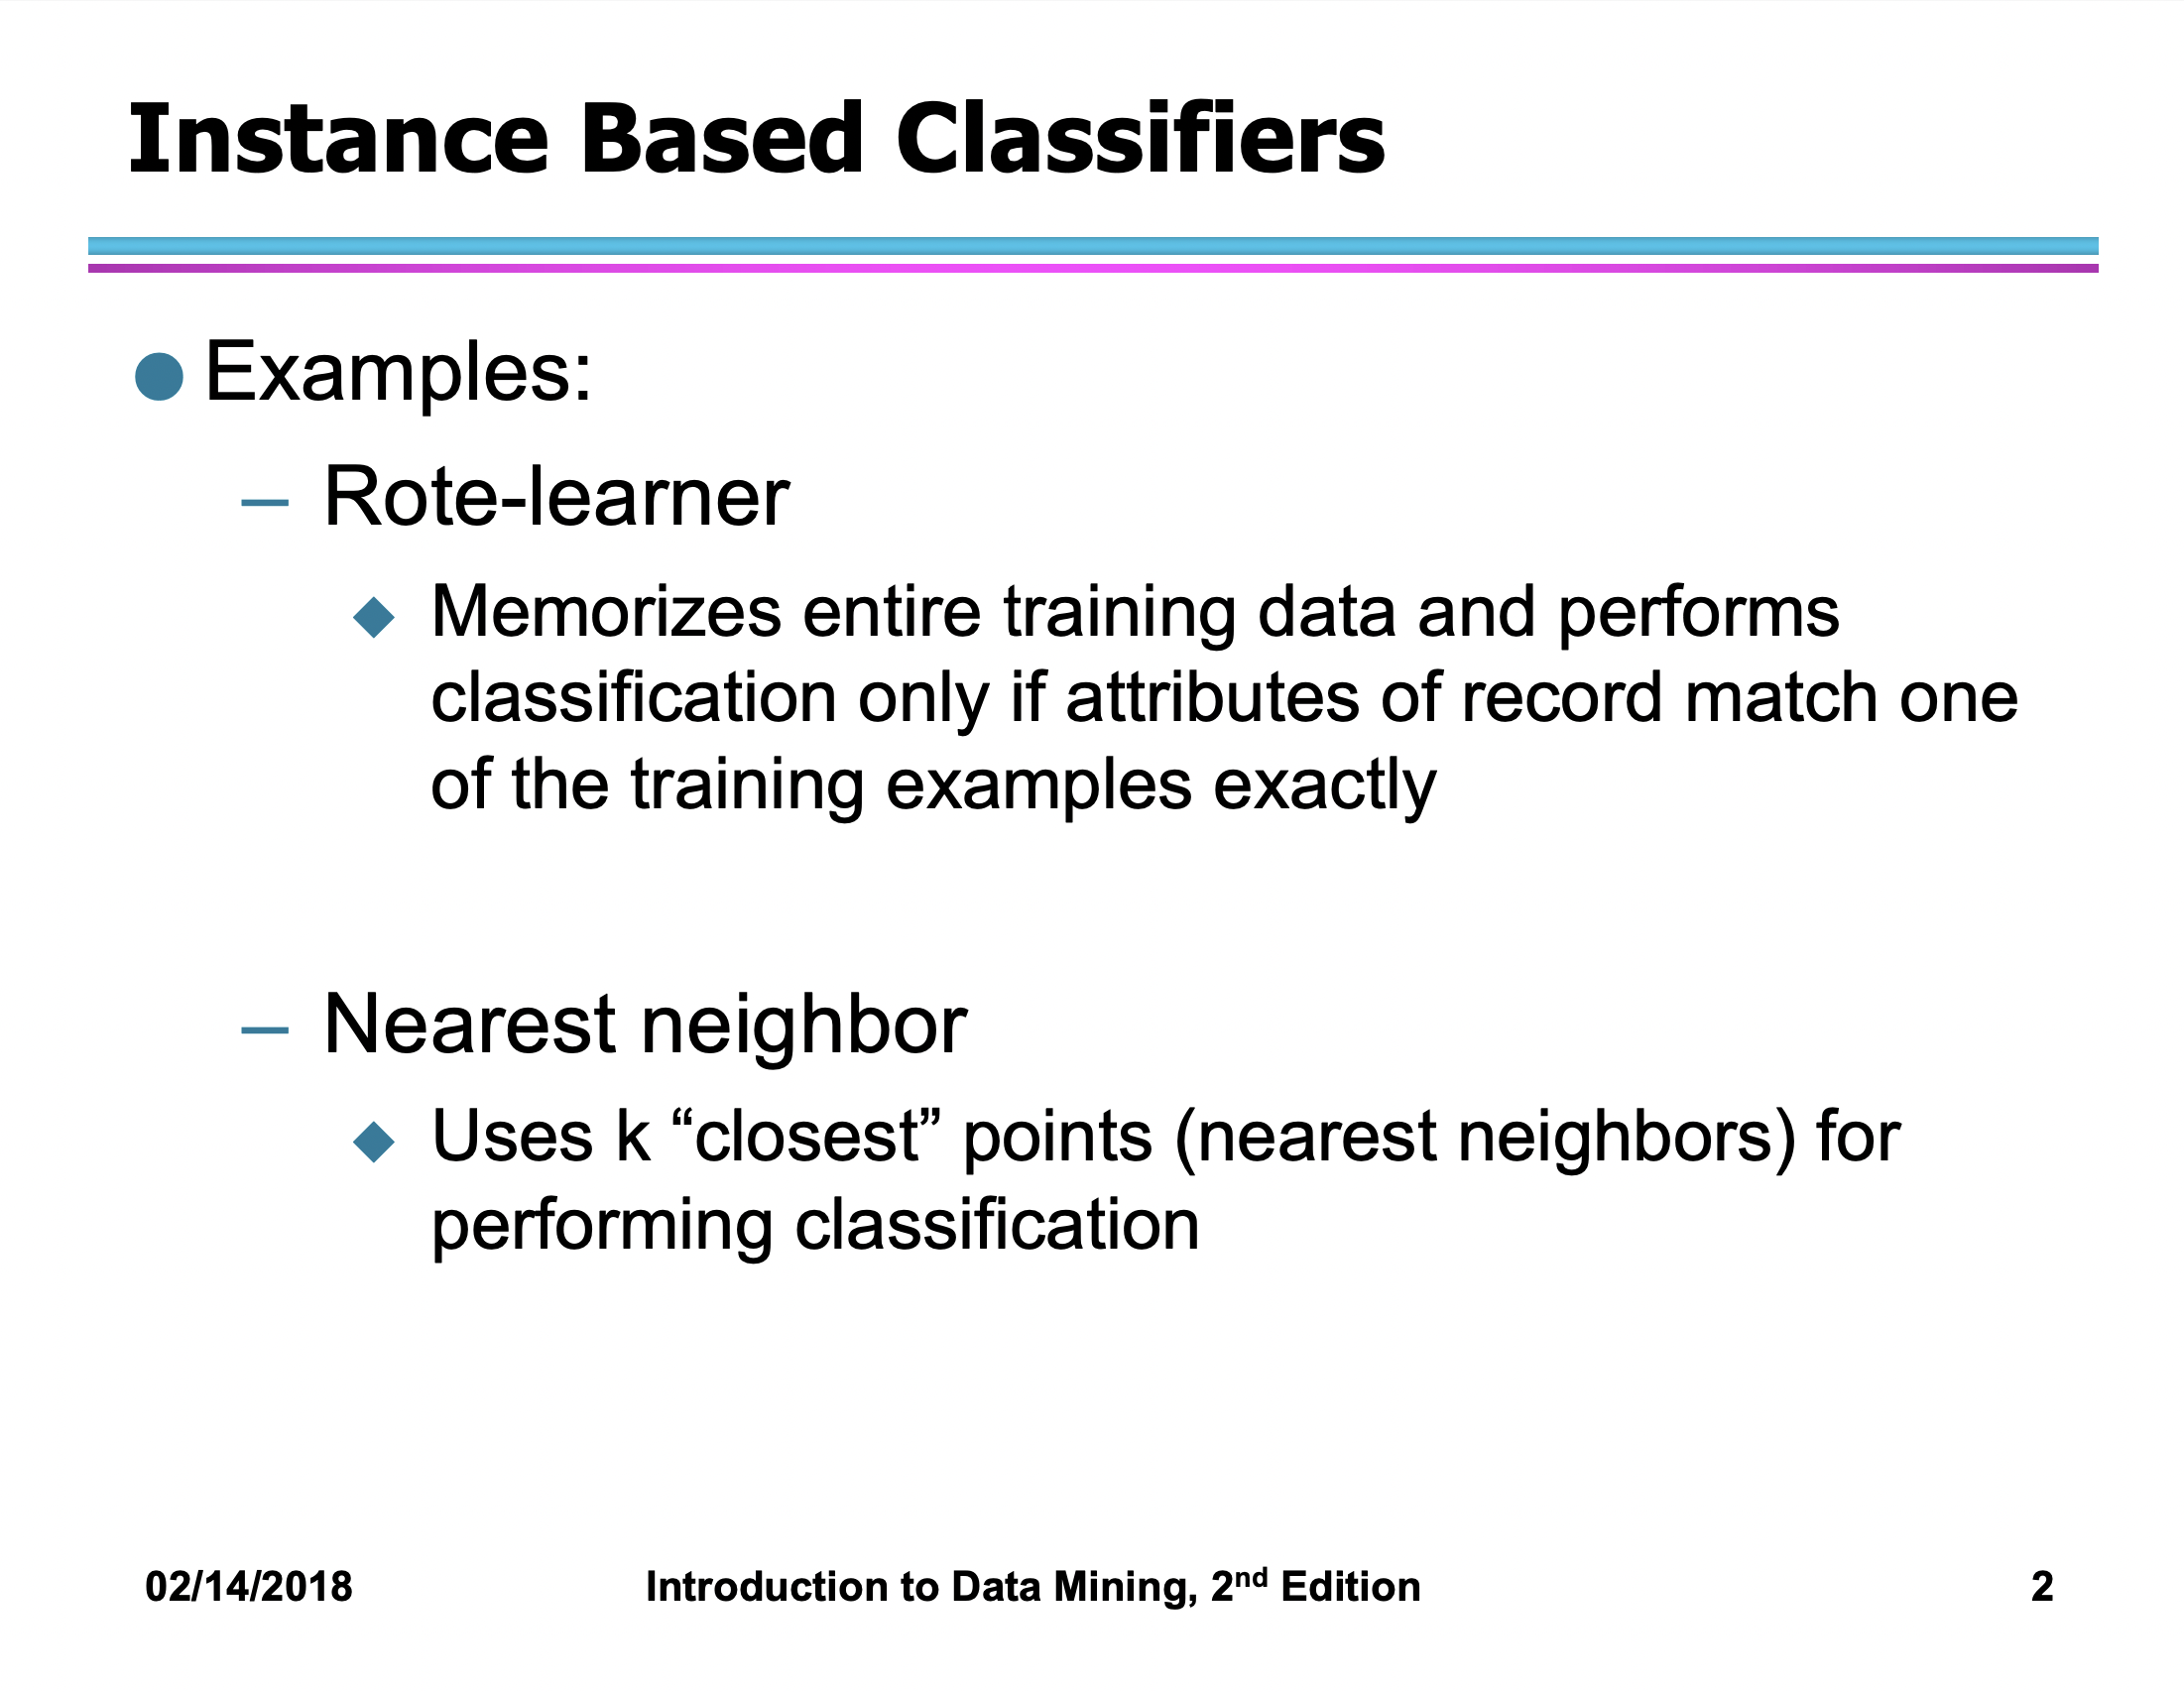 Instance Based Classifiers
Examples:
– Rote-learner
Memorizes entire training data and performs
classification only if attributes of record match one
of the training examples exactly
– Nearest neighbor
Uses k “closest” points (nearest neighbors) for
performing classification
02/14/2018 Introduction to Data Mining, 2nd Edition 2